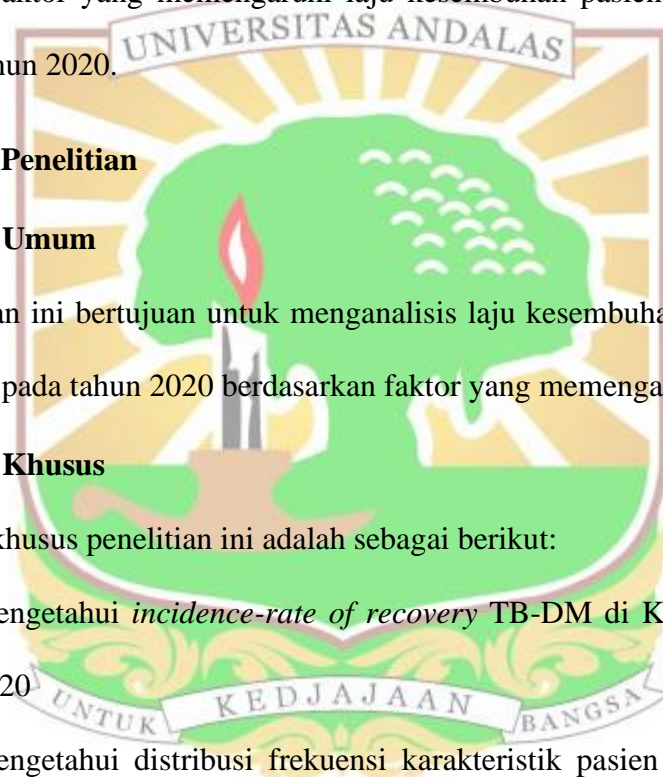 faktor yang memengaruhi laju kesembuhan pasien
UNIVERSITAS ANDALAS
hun 2020.
Penelitian
Umum
an ini bertujuan untuk menganalisis laju kesembuha
pada tahun 2020 berdasarkan faktor yang memenga
Khusus
khusus penelitian ini adalah sebagai berikut:
engetahui incidence-rate of recovery TB-DM di K
20
UNTUK KEDJAJAAN BANGSA
engetahui distribusi frekuensi karakteristik pasien